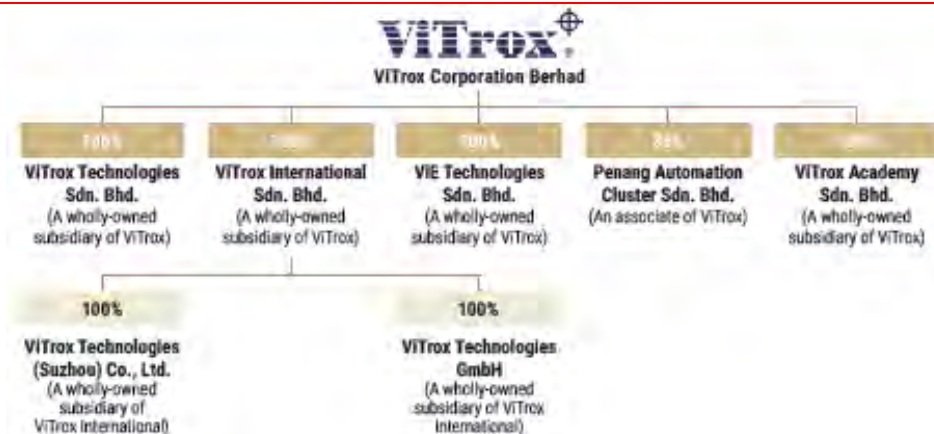 ViTrox
ViTrox Corporation Berhad
100%
ViTrox Technologies
Sdn. Bhd.
(A wholly-owned
subsidiary of ViTrox)
ViTrox International
Sdn. Bhd.
(A wholly-owned
subsidiary of ViTrox)
ViE Technologies
Sdn. Bhd.
(A wholly-owned
subsidiary of ViTrox)
Penang Automation
Cluster Sdn. Bhd.
(An associate of ViTrox)
ViTrox Academy
Sdn. Bhd.
(A wholly-owned
subsidiary of ViTrox)
100%
ViTrox Technologies
(Suzhou) Co., Ltd.
(A wholly-owned
subsidiary of
ViTrox International)
100%
ViTrox Technologies
GmbH
(A wholly-owned
subsidiary of ViTrox
International)